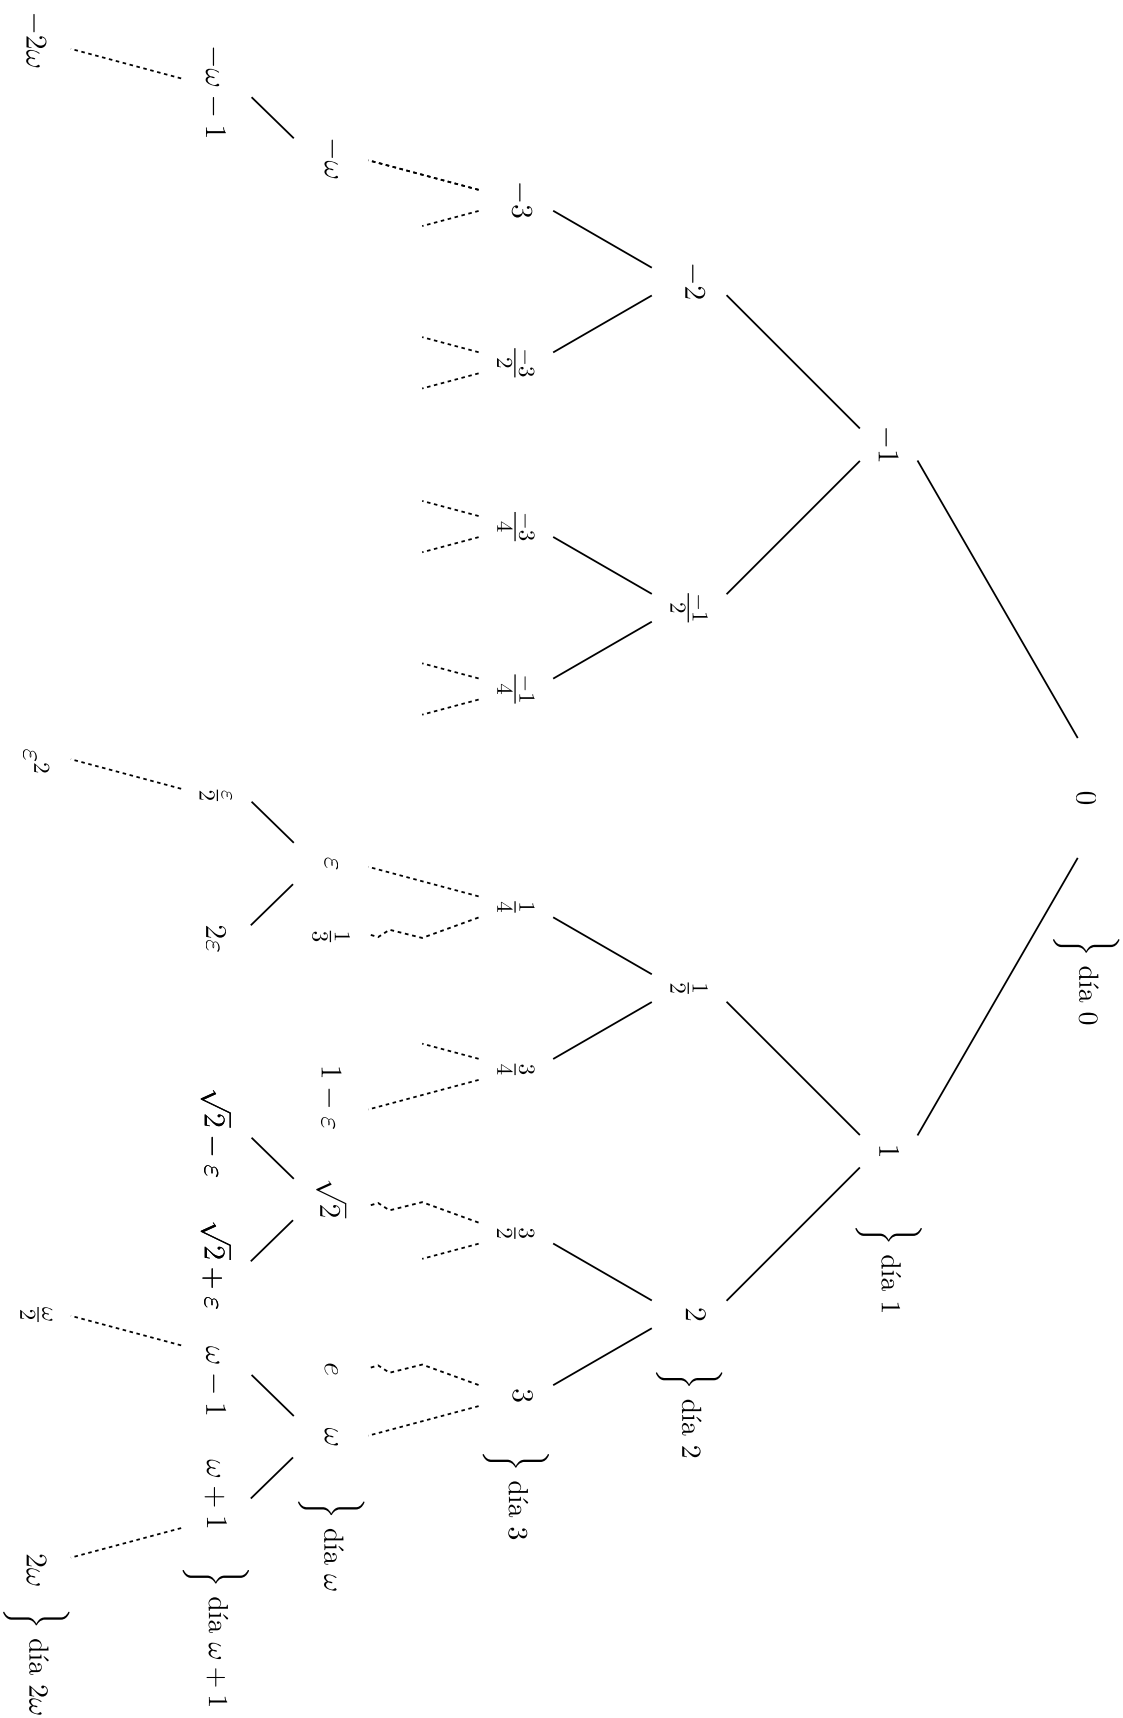 0 } día 0
−1 1 } día 1
−2 −1/2 1/2 2 } día 2
−3 −3/2 −3/4 −1/4 1/4 3/4 3/2 3 } día 3
−ω ε 1/3 1 − ε √2 e ω } día ω
−ω − 1 ε/2 2ε √2 − ε √2 + ε ω − 1 ω + 1 } día ω + 1
−2ω ε² ω/2 2ω } día 2ω